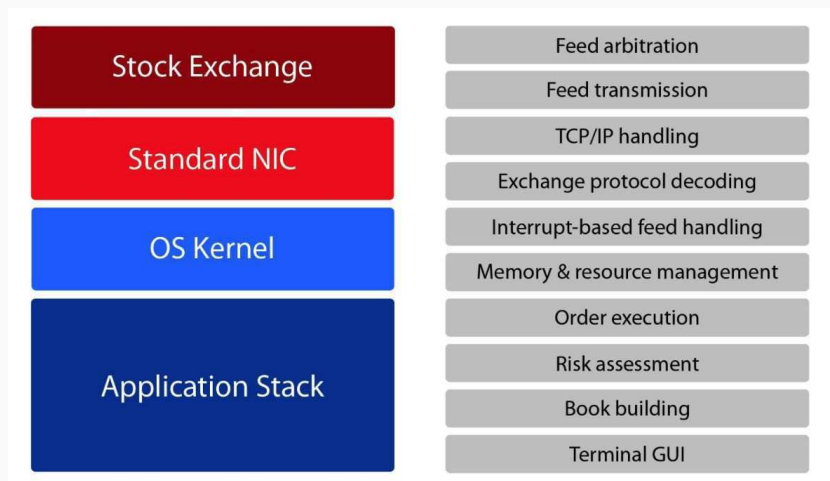 Stock Exchange
Standard NIC
OS Kernel
Application Stack
Feed arbitration
Feed transmission
TCP/IP handling
Exchange protocol decoding
Interrupt-based feed handling
Memory & resource management
Order execution
Risk assessment
Book building
Terminal GUI